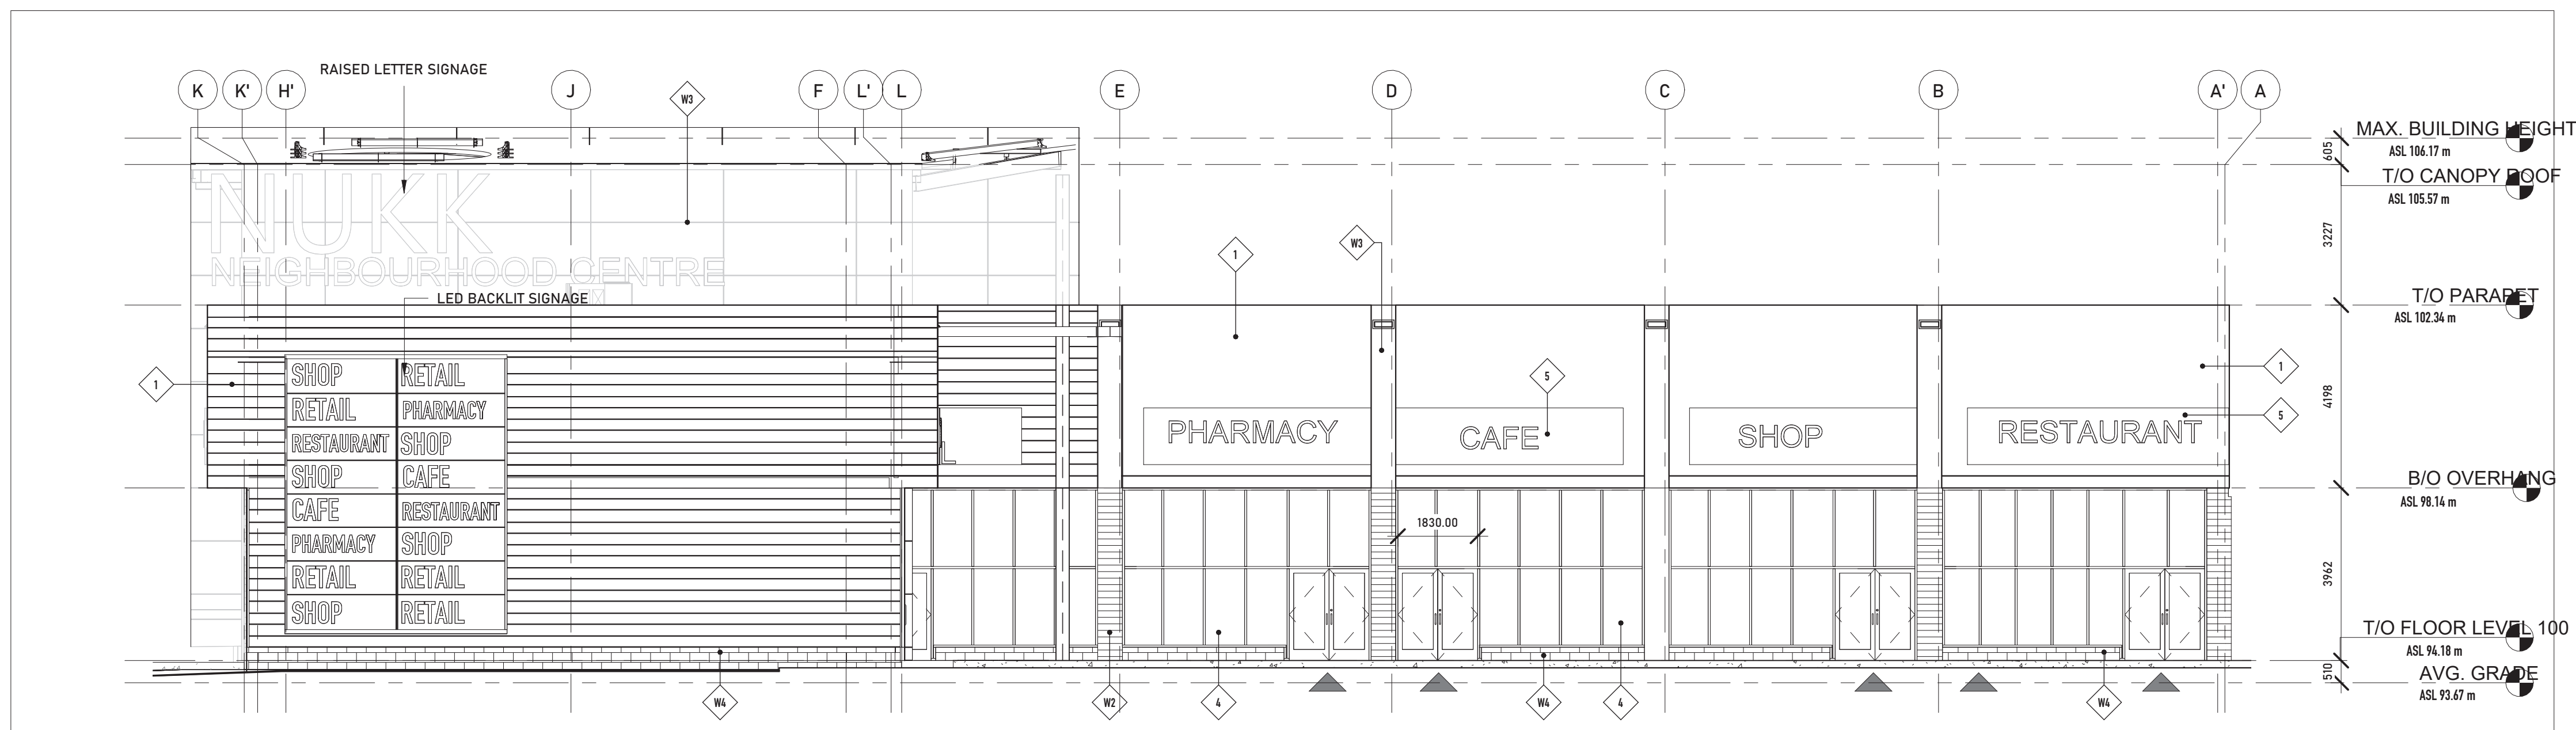 RAISED LETTER SIGNAGE
K
K'
H'
J
F
L'
L
E
D
C
B
A'
A
W3
MAX. BUILDING HEIGHT
ASL 106.17 m
605
T/O CANOPY ROOF
ASL 105.57 m
NUKK
NEIGHBOURHOOD CENTRE
3227
1
W3
LED BACKLIT SIGNAGE
T/O PARAPET
ASL 102.34 m
1
5
1
5
4198
SHOP RETAIL
RETAIL PHARMACY
RESTAURANT SHOP
SHOP CAFE
CAFE RESTAURANT
PHARMACY SHOP
RETAIL RETAIL
SHOP RETAIL
L
PHARMACY
CAFE
SHOP
RESTAURANT
B/O OVERHANG
ASL 98.14 m
1830.00
3962
T/O FLOOR LEVEL 100
ASL 94.18 m
510
AVG. GRADE
ASL 93.67 m
W4
W2
4
W4
4
W4